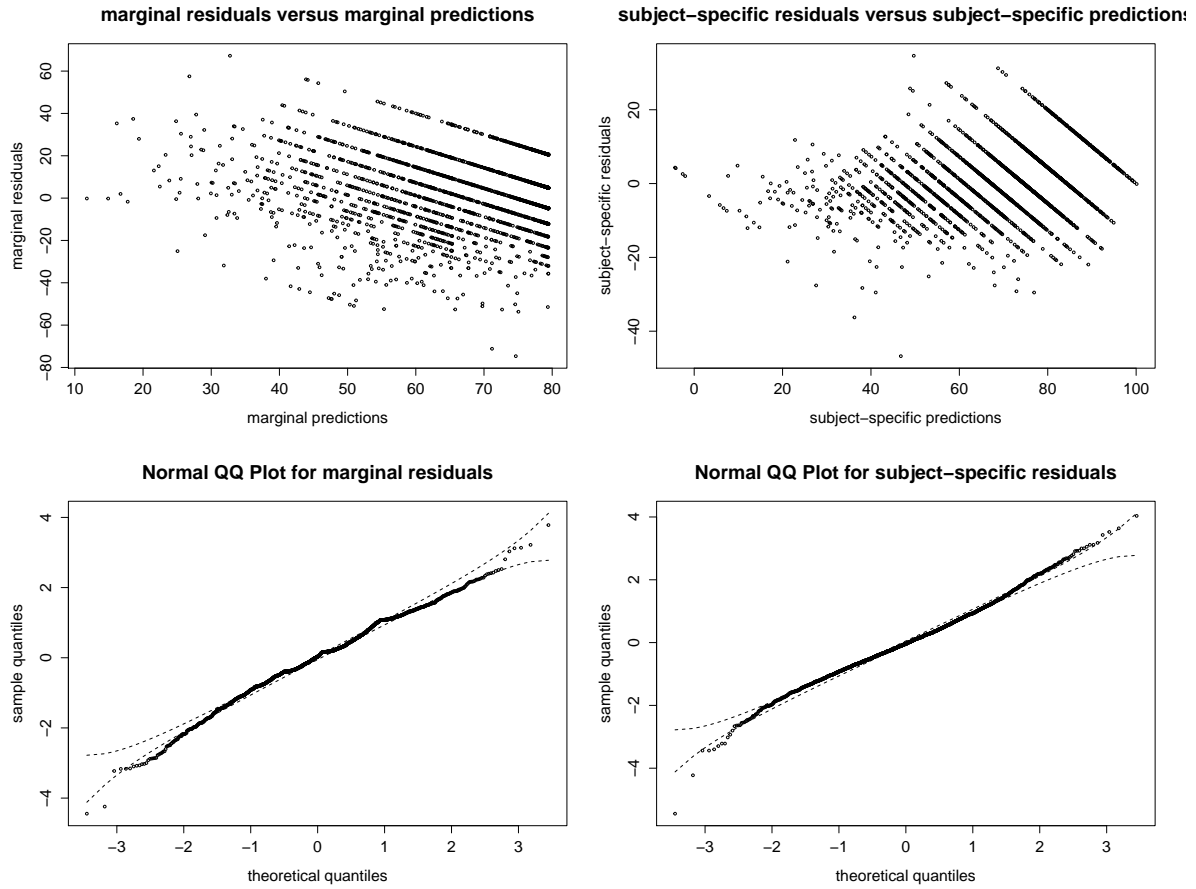 marginal residuals versus marginal predictions
marginal residuals
60
40
20
0
−20
−40
−60
−80
10 20 30 40 50 60 70 80
marginal predictions
subject−specific residuals versus subject−specific predictions
subject−specific residuals
20
0
−20
−40
0 20 40 60 80 100
subject−specific predictions
Normal QQ Plot for marginal residuals
sample quantiles
4
2
0
−2
−4
−3 −2 −1 0 1 2 3
theoretical quantiles
Normal QQ Plot for subject−specific residuals
sample quantiles
4
2
0
−2
−4
−3 −2 −1 0 1 2 3
theoretical quantiles